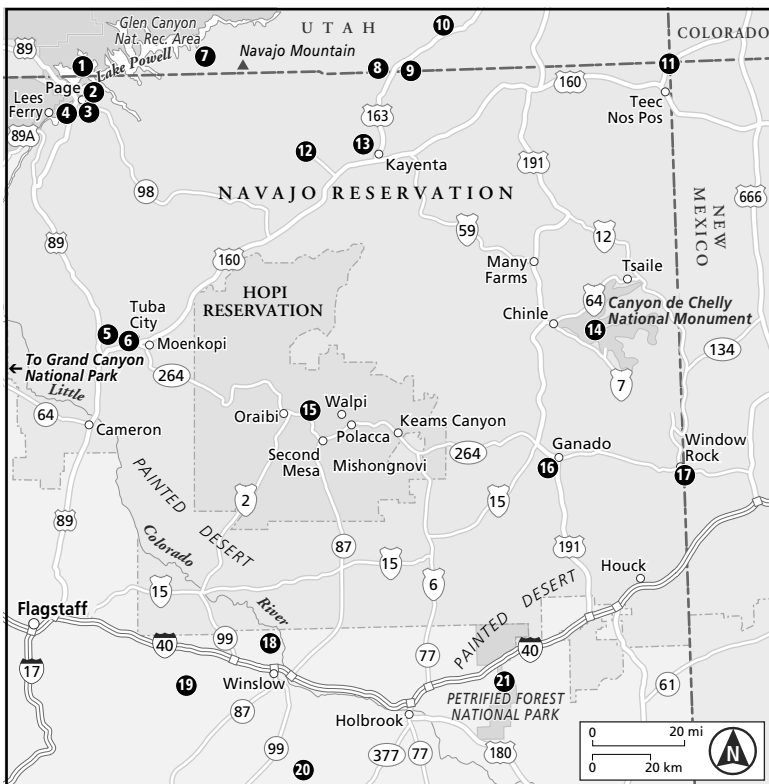 Glen Canyon
Nat. Rec. Area
UTAH
10
COLORADO
89
1
7
Navajo Mountain
8
9
11
Lake Powell
Page
2
160
Lees
Ferry
4
3
Teec
Nos Pos
163
89A
12
13
Kayenta
191
98
NAVAJO RESERVATION
666
NEW
MEXICO
59
12
89
160
Many
Farms
Tsaile
HOPI
RESERVATION
64
Tuba
City
Canyon de Chelly
National Monument
Chinle
14
5
6
Moenkopi
134
To Grand Canyon
National Park
264
7
Little
64
Cameron
Oraibi
15
Walpi
Keams Canyon
Polacca
Second
Mesa
Mishongnovi
264
Ganado
16
Window
Rock
17
PAINTED DESERT
2
15
89
87
191
Colorado
15
15
6
Houck
River
PAINTED DESERT
Flagstaff
99
18
40
77
40
17
19
Winslow
21
61
PETRIFIED FOREST
NATIONAL PARK
87
Holbrook
99
20
377
77
180
0 20 mi
0 20 km
N